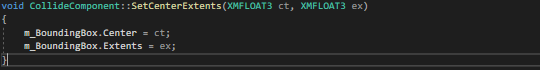 void CollideComponent::SetCenterExtents(XMFLOAT3 ct, XMFLOAT3 ex)
{
    m_BoundingBox.Center = ct;
    m_BoundingBox.Extents = ex;
}